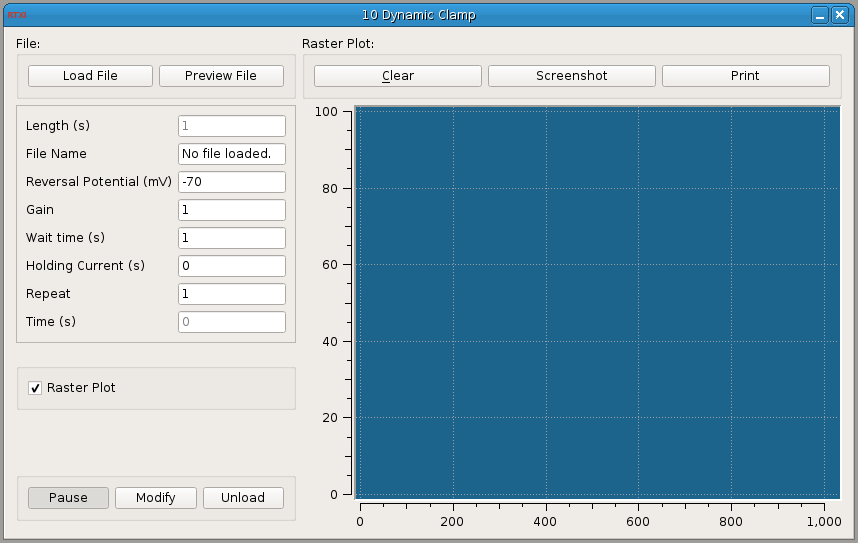 RTXI
10 Dynamic Clamp
File:
Load File
Preview File
Length (s) 1
File Name No file loaded.
Reversal Potential (mV) -70
Gain 1
Wait time (s) 1
Holding Current (s) 0
Repeat 1
Time (s) 0
Raster Plot
Pause
Modify
Unload
Raster Plot:
Clear
Screenshot
Print
100
80
60
40
20
0
0 200 400 600 800 1,000